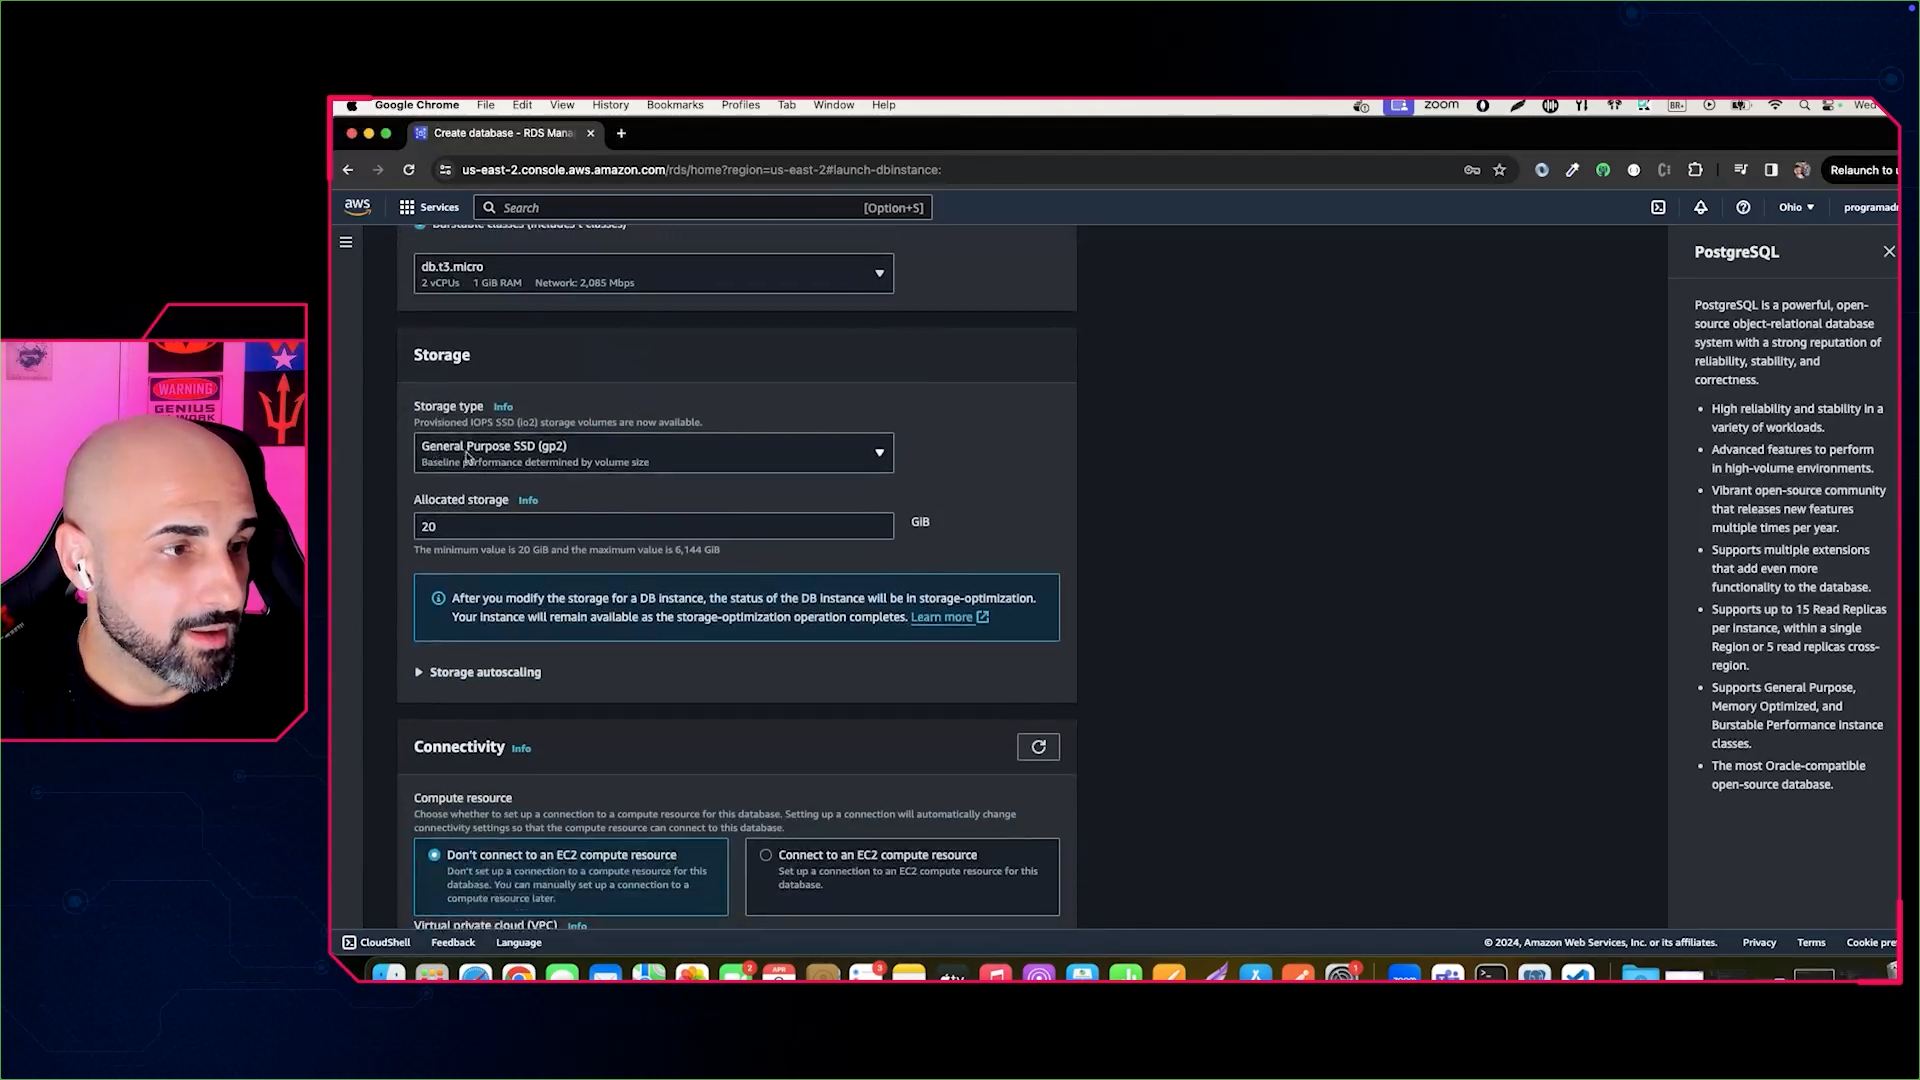 Google Chrome File Edit View History Bookmarks Profiles Tab Window Help
zoom
BR
Wed
Create database - RDS Mana
us-east-2.console.aws.amazon.com/rds/home?region=us-east-2#launch-dbinstance:
Relaunch to u
aws
Services
Search
[Option+S]
Ohio
programadr
Burstable classes (includes t classes)
db.t3.micro
2 vCPUs 1 GiB RAM Network: 2,085 Mbps
Storage
Storage type Info
Provisioned IOPS SSD (io2) storage volumes are now available.
General Purpose SSD (gp2)
Baseline performance determined by volume size
Allocated storage Info
20
GiB
The minimum value is 20 GiB and the maximum value is 6,144 GiB
After you modify the storage for a DB instance, the status of the DB instance will be in storage-optimization.
Your instance will remain available as the storage-optimization operation completes. Learn more
Storage autoscaling
Connectivity Info
Compute resource
Choose whether to set up a connection to a compute resource for this database. Setting up a connection will automatically change
connectivity settings so that the compute resource can connect to this database.
Don't connect to an EC2 compute resource
Don't set up a connection to a compute resource for this
database. You can manually set up a connection to a
compute resource later.
Connect to an EC2 compute resource
Set up a connection to an EC2 compute resource for this
database.
Virtual private cloud (VPC) Info
PostgreSQL
PostgreSQL is a powerful, open-
source object-relational database
system with a strong reputation of
reliability, stability, and
correctness.
High reliability and stability in a
variety of workloads.
Advanced features to perform
in high-volume environments.
Vibrant open-source community
that releases new features
multiple times per year.
Supports multiple extensions
that add even more
functionality to the database.
Supports up to 15 Read Replicas
per instance, within a single
Region or 5 read replicas cross-
region.
Supports General Purpose,
Memory Optimized, and
Burstable Performance instance
classes.
The most Oracle-compatible
open-source database.
CloudShell Feedback Language
© 2024, Amazon Web Services, Inc. or its affiliates. Privacy Terms Cookie pre
2
APR
3
tv
1
zoom
WARNING
GENIUS